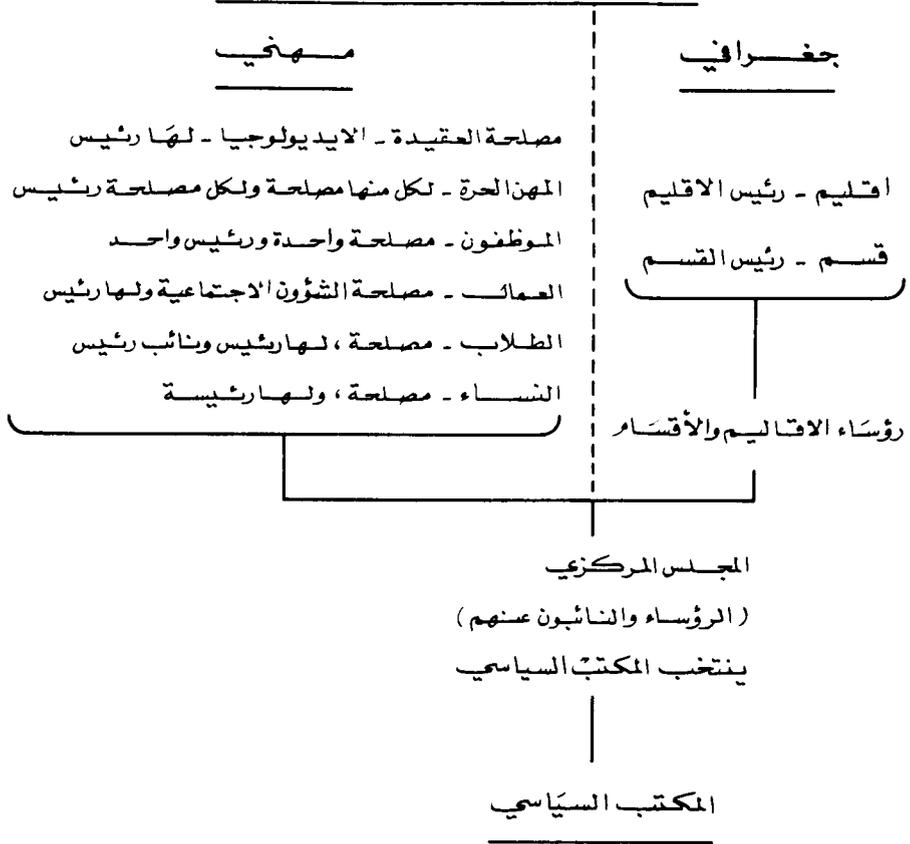 جغرافي
اقليم - رئيس الاقليم
قسم - رئيس القسم
رؤساء الاقاليم والأقسام
مهني
مصلحة العقيدة - الايديولوجيا - لها رئيس
المهن الحرة - لكل منها مصلحة ولكل مصلحة رئيس
الموظفون - مصلحة واحدة ورئيس واحد
العمال - مصلحة الشؤون الاجتماعية ولها رئيس
الطلاب - مصلحة، لها رئيس ونائب رئيس
النساء - مصلحة، ولها رئيسة
المجلس المركزي
(الرؤساء والنائبون عنهم)
ينتخب المكتب السياسي
المكتب السياسي